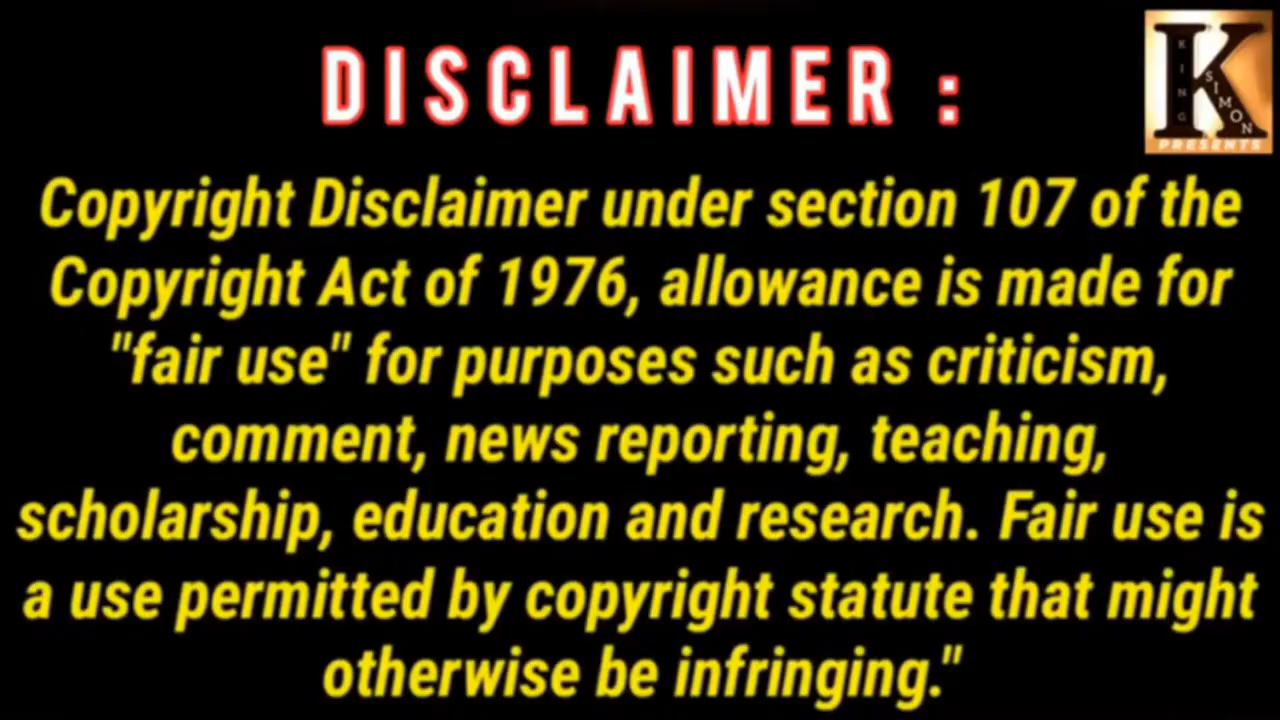 DISCLAIMER :
KING
SIMON
PRESENTS
Copyright Disclaimer under section 107 of the
Copyright Act of 1976, allowance is made for
"fair use" for purposes such as criticism,
comment, news reporting, teaching,
scholarship, education and research. Fair use is
a use permitted by copyright statute that might
otherwise be infringing."